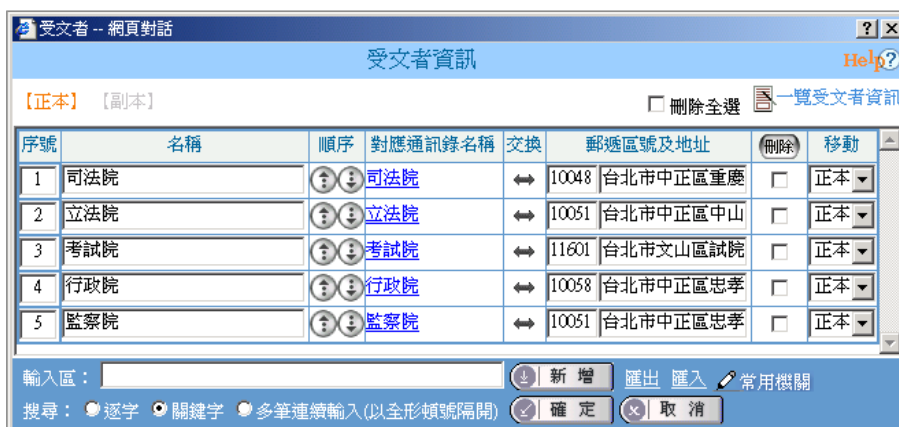 受文者 -- 網頁對話
受文者資訊 Help?
【正本】 【副本】 刪除全選 一覽受文者資訊
序號 名稱 順序 對應通訊錄名稱 交換 郵遞區號及地址 刪除 移動
1 司法院 司法院 10048 台北市中正區重慶 正本
2 立法院 立法院 10051 台北市中正區中山 正本
3 考試院 考試院 11601 台北市文山區試院 正本
4 行政院 行政院 10058 台北市中正區忠孝 正本
5 監察院 監察院 10051 台北市中正區忠孝 正本
輸入區： 新增 匯出 匯入 常用機關
搜尋： 逐字 關鍵字 多筆連續輸入(以全形頓號隔開) 確定 取消